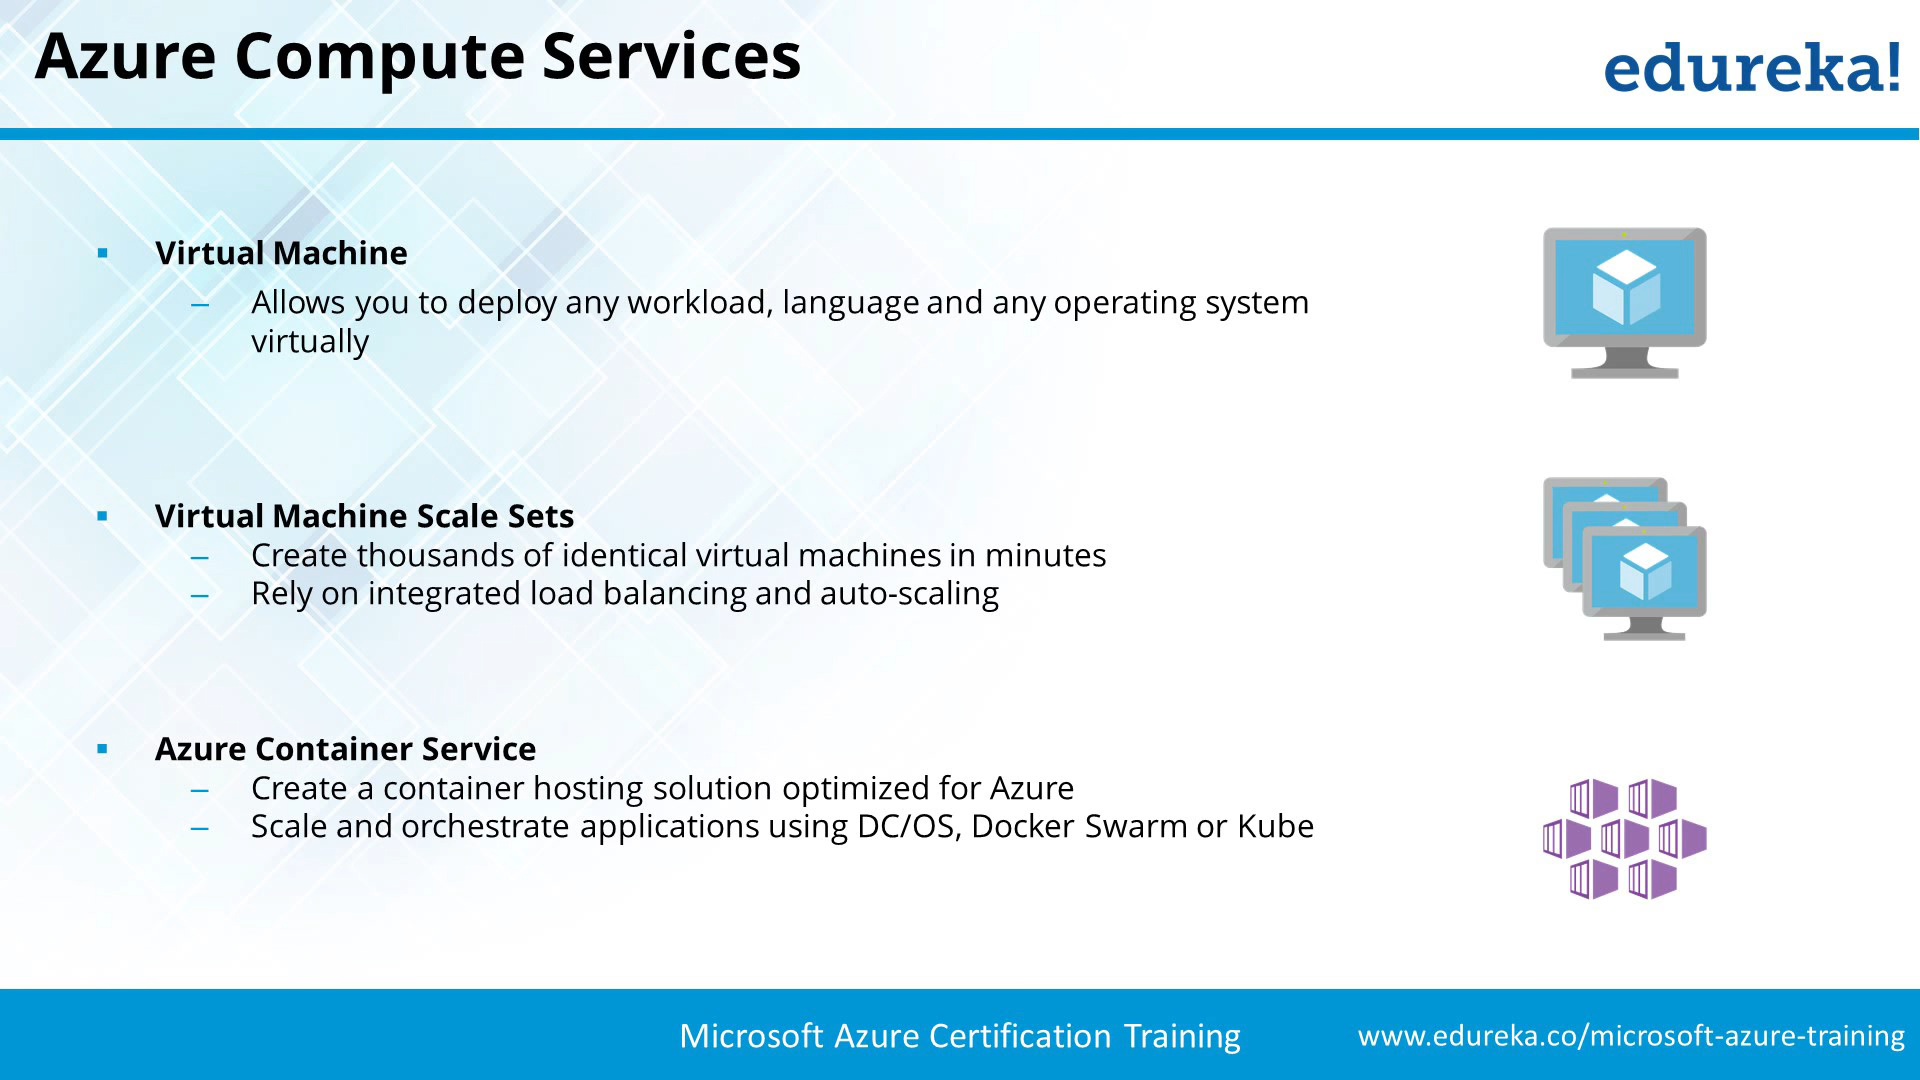 Azure Compute Services
edureka!
▪ Virtual Machine
– Allows you to deploy any workload, language and any operating system
virtually
▪ Virtual Machine Scale Sets
– Create thousands of identical virtual machines in minutes
– Rely on integrated load balancing and auto-scaling
▪ Azure Container Service
– Create a container hosting solution optimized for Azure
– Scale and orchestrate applications using DC/OS, Docker Swarm or Kube
Microsoft Azure Certification Training
www.edureka.co/microsoft-azure-training